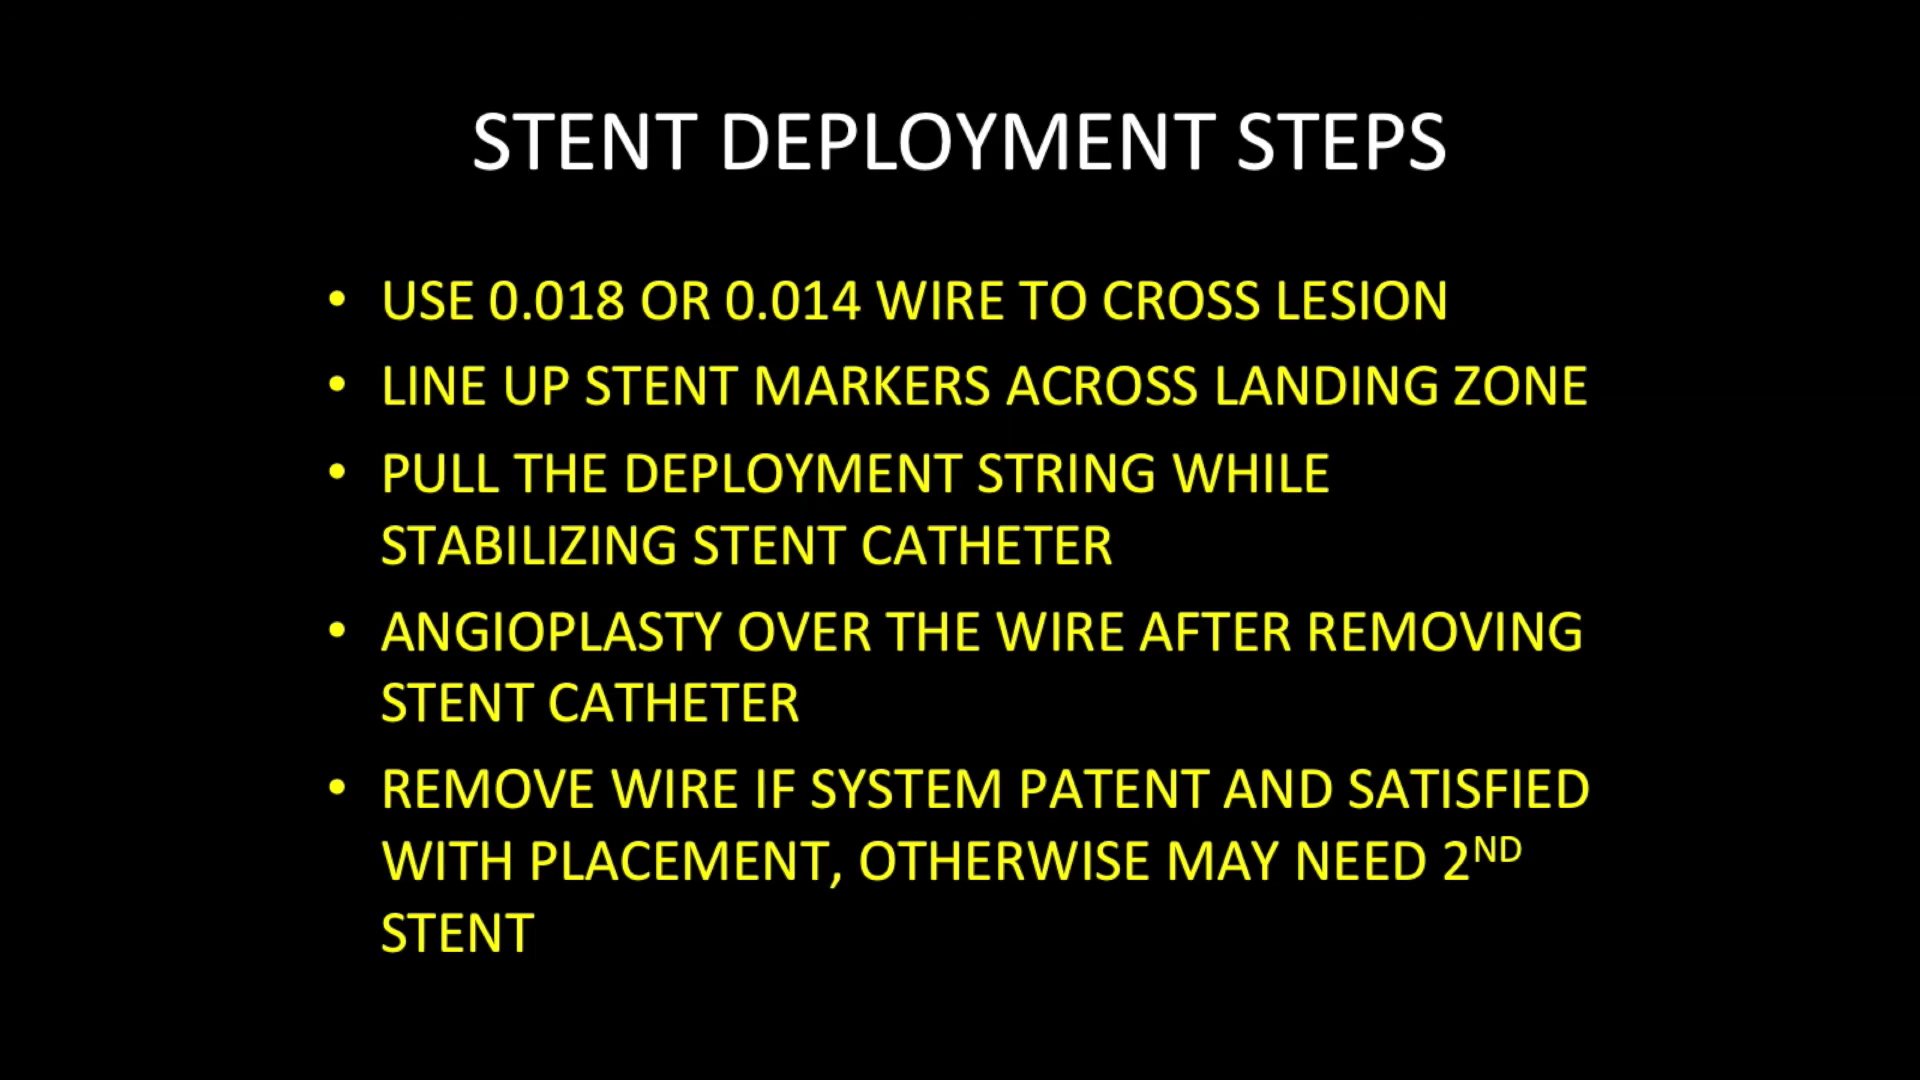 STENT DEPLOYMENT STEPS
• USE 0.018 OR 0.014 WIRE TO CROSS LESION
• LINE UP STENT MARKERS ACROSS LANDING ZONE
• PULL THE DEPLOYMENT STRING WHILE
STABILIZING STENT CATHETER
• ANGIOPLASTY OVER THE WIRE AFTER REMOVING
STENT CATHETER
• REMOVE WIRE IF SYSTEM PATENT AND SATISFIED
WITH PLACEMENT, OTHERWISE MAY NEED 2ND
STENT